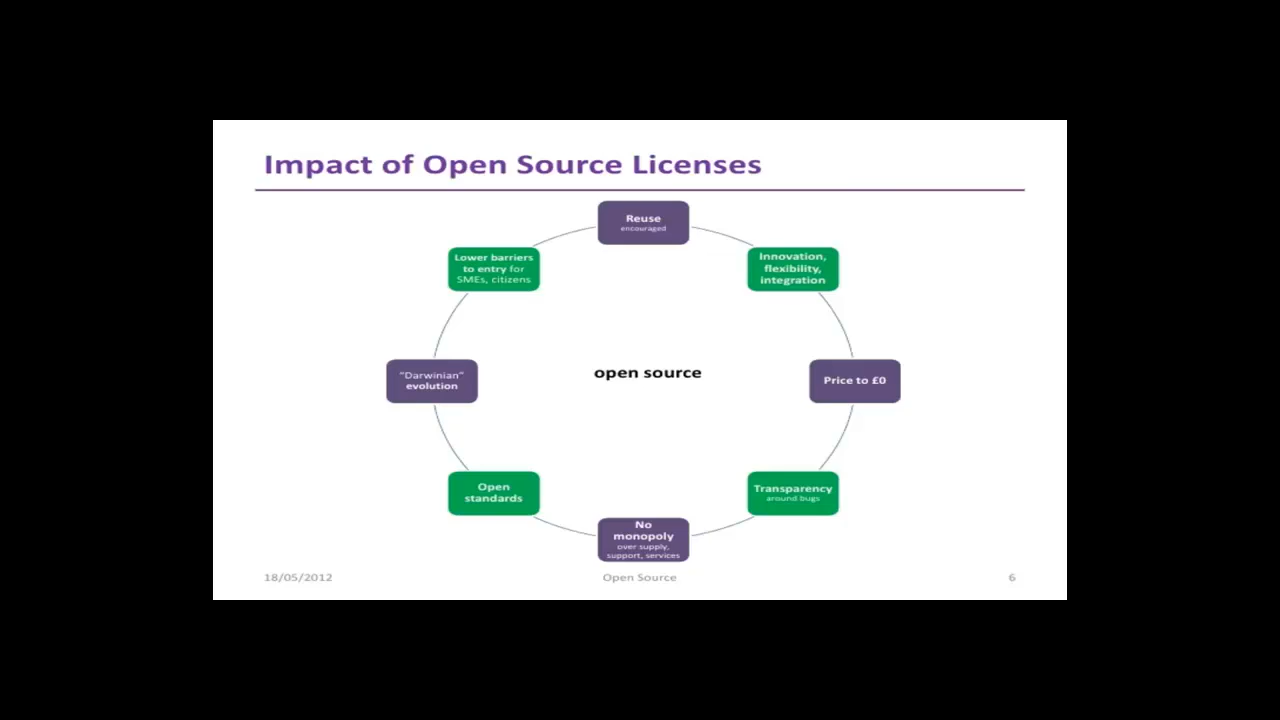 Impact of Open Source Licenses
Reuse
encouraged
Lower barriers
to entry for
SMEs, citizens
Innovation,
flexibility,
integration
“Darwinian”
evolution
open source
Price to £0
Open
standards
Transparency
around bugs
No
monopoly
over supply,
support, services
18/05/2012
Open Source
6